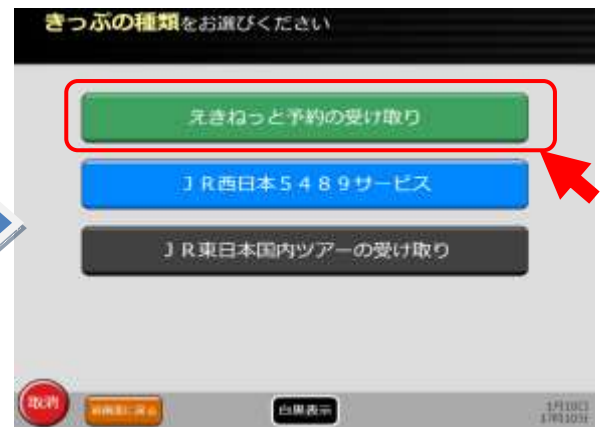 きっぷの種類をお選びください
えきねっと予約の受け取り
JR西日本5489サービス
JR東日本国内ツアーの受け取り
取消
白黒表示